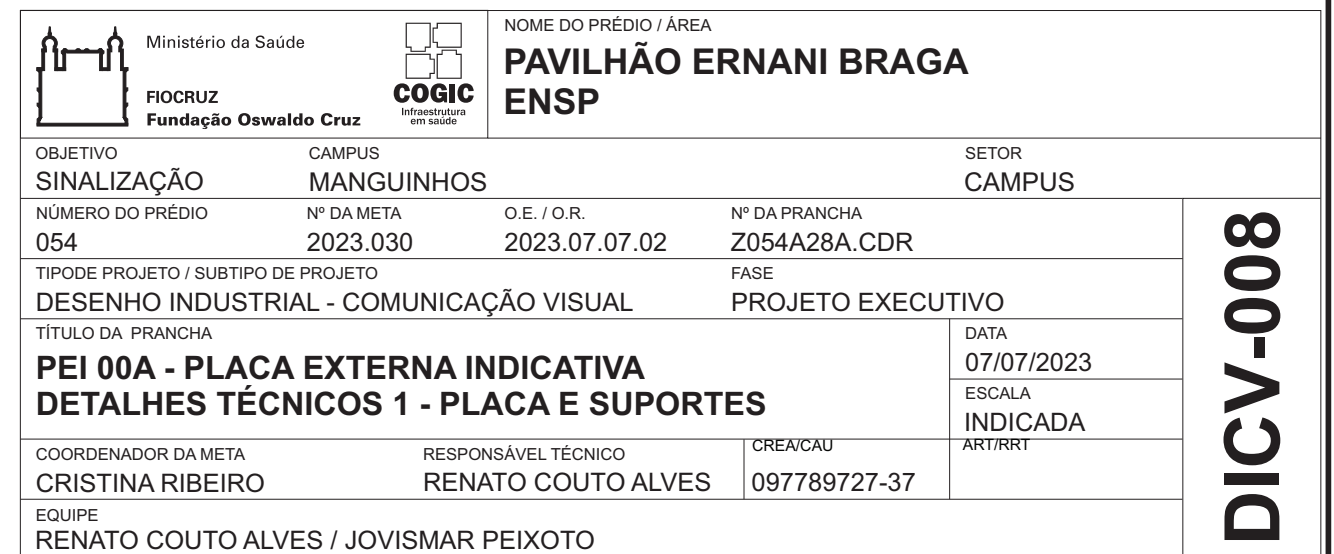 Ministério da Saúde
FIOCRUZ
Fundação Oswaldo Cruz
COGIC
Infraestrutura
em saúde
NOME DO PRÉDIO / ÁREA
PAVILHÃO ERNANI BRAGA
ENSP
OBJETIVO CAMPUS SETOR
SINALIZAÇÃO MANGUINHOS CAMPUS
NÚMERO DO PRÉDIO Nº DA META O.E. / O.R. Nº DA PRANCHA
054 2023.030 2023.07.07.02 Z054A28A.CDR
TIPODE PROJETO / SUBTIPO DE PROJETO FASE
DESENHO INDUSTRIAL - COMUNICAÇÃO VISUAL PROJETO EXECUTIVO
TÍTULO DA PRANCHA
PEI 00A - PLACA EXTERNA INDICATIVA
DETALHES TÉCNICOS 1 - PLACA E SUPORTES
DATA
07/07/2023
ESCALA
INDICADA
COORDENADOR DA META RESPONSÁVEL TÉCNICO CREA/CAU ART/RRT
CRISTINA RIBEIRO RENATO COUTO ALVES 097789727-37
EQUIPE
RENATO COUTO ALVES / JOVISMAR PEIXOTO
DICV-008